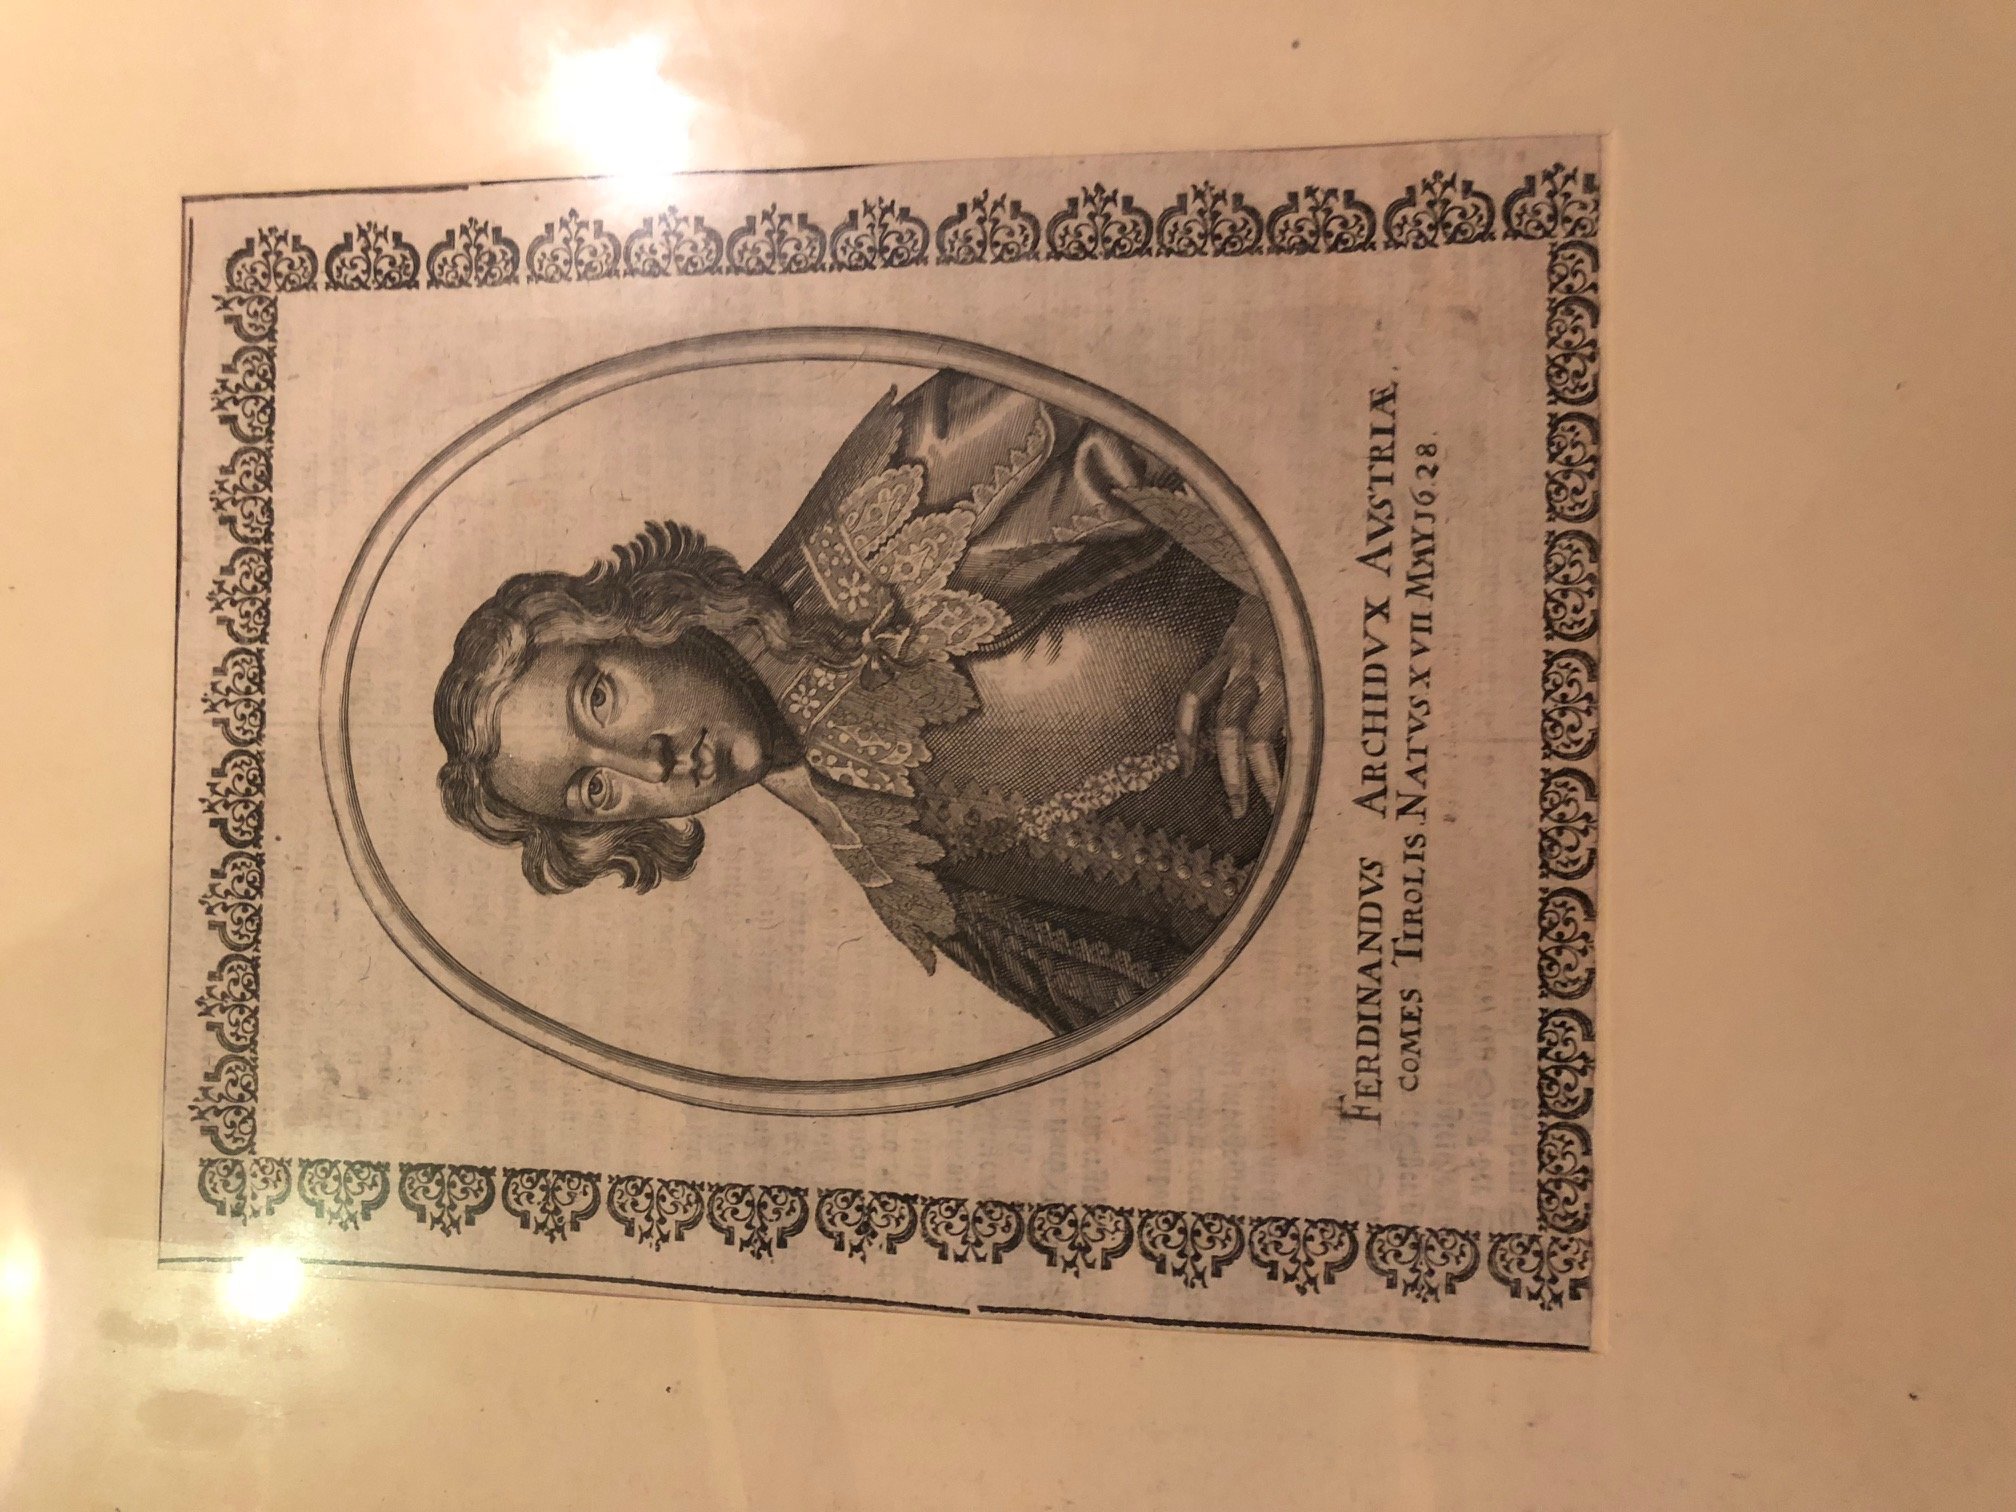 FERDINANDVS ARCHIDVX AVSTRIÆ.
COMES TIROLIS NATVS XVII MAY 1628.